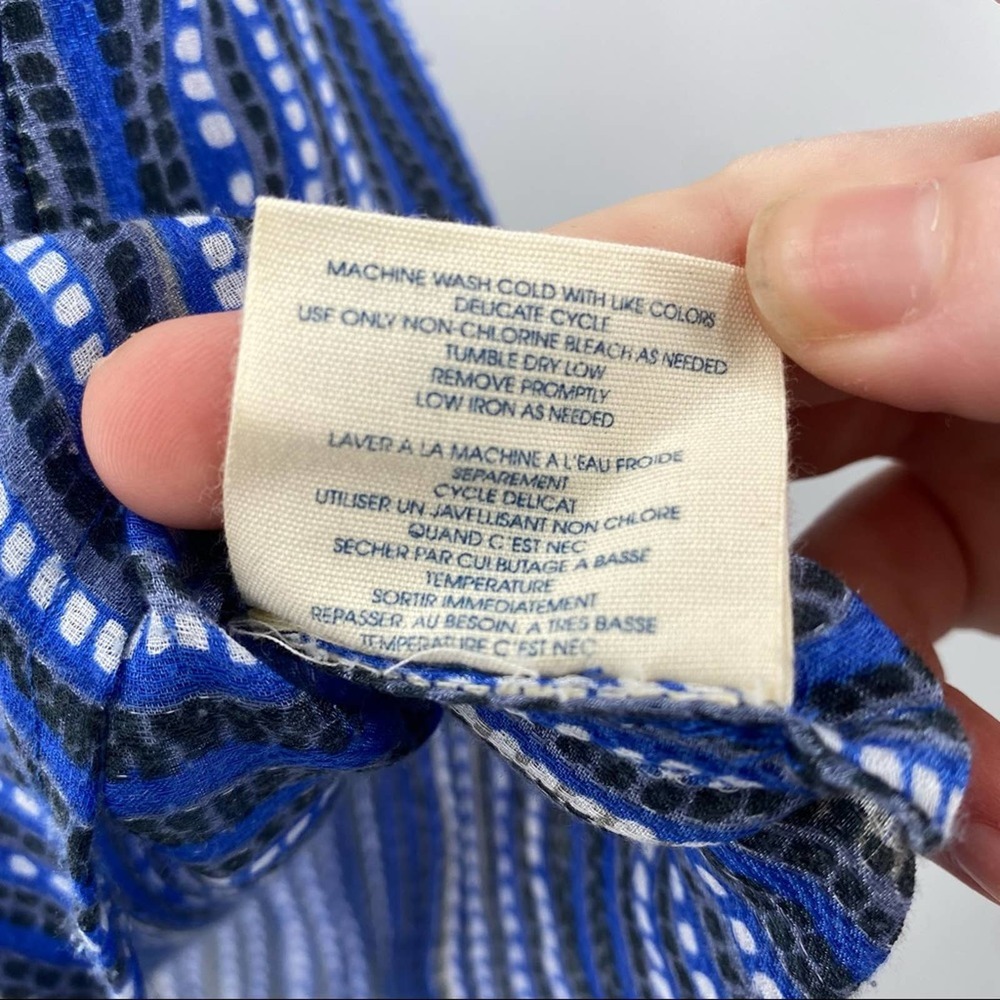 MACHINE WASH COLD WITH LIKE COLORS
DELICATE CYCLE
USE ONLY NON-CHLORINE BLEACH AS NEEDED
TUMBLE DRY LOW
REMOVE PROMPTLY
LOW IRON AS NEEDED
LAVER A LA MACHINE A L'EAU FROIDE
SEPAREMENT
CYCLE DELICAT
UTILISER UN JAVELLISANT NON CHLORE
QUAND C'EST NEC
SECHER PAR CULBUTAGE A BASSE
TEMPERATURE
SORTIR IMMEDIATEMENT
REPASSER, AU BESOIN, A TRES BASSE
TEMPERATURE C'EST NEC